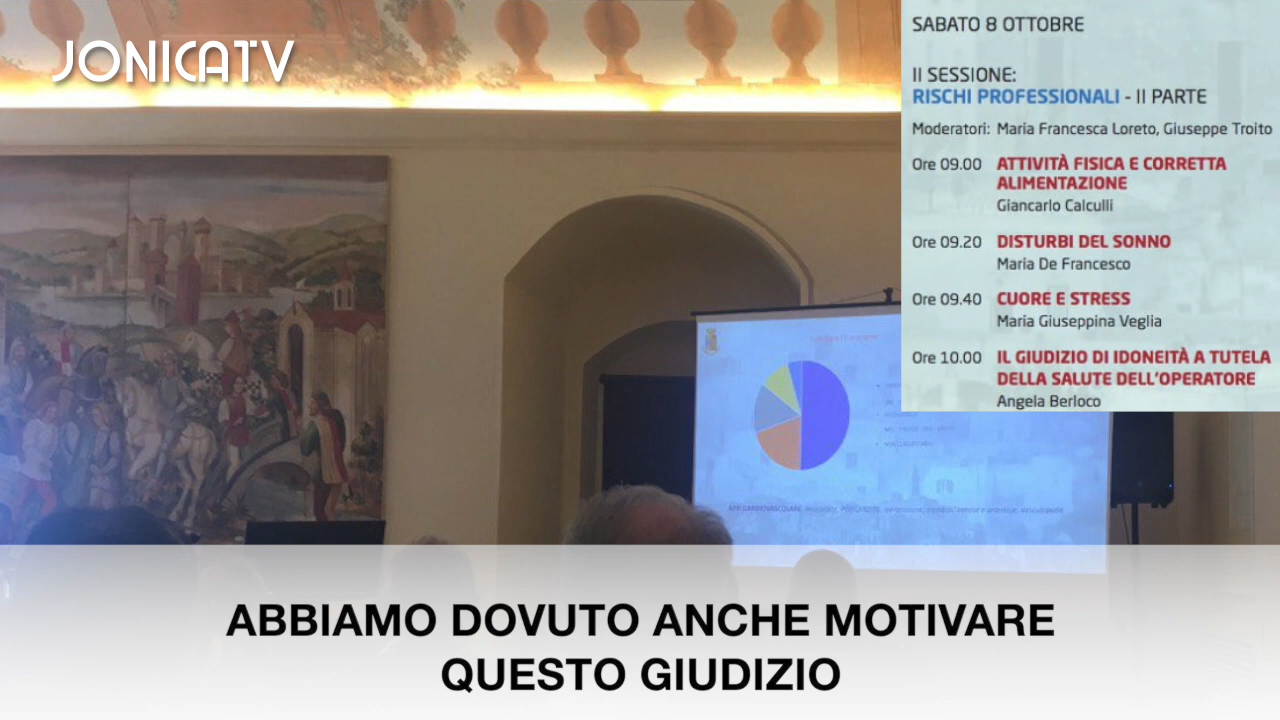 JONICATV
SABATO 8 OTTOBRE
II SESSIONE:
RISCHI PROFESSIONALI - II PARTE
Moderatori: Maria Francesca Loreto, Giuseppe Troito
Ore 09.00 ATTIVITÀ FISICA E CORRETTA
ALIMENTAZIONE
Giancarlo Calculli
Ore 09.20 DISTURBI DEL SONNO
Maria De Francesco
Ore 09.40 CUORE E STRESS
Maria Giuseppina Veglia
Ore 10.00 IL GIUDIZIO DI IDONEITÀ A TUTELA
DELLA SALUTE DELL'OPERATORE
Angela Berloco
ABBIAMO DOVUTO ANCHE MOTIVARE
QUESTO GIUDIZIO